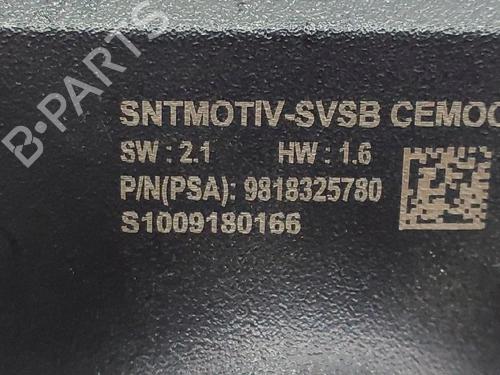 B-PARTS
SNTMOTIV-SVSB CEMOC
SW : 2.1 HW : 1.6
P/N(PSA) : 9818325780
S1009180166